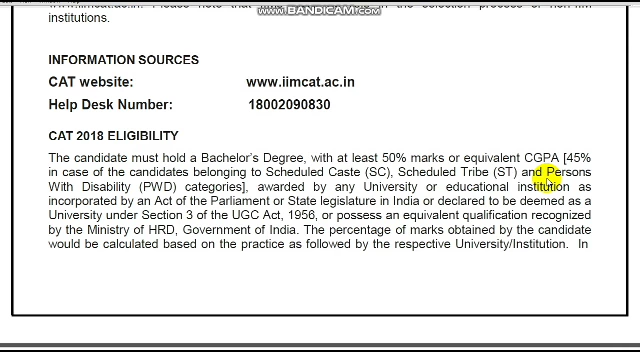 institutions.
www.BANDICAM.com
INFORMATION SOURCES
CAT website: www.iimcat.ac.in
Help Desk Number: 18002090830
CAT 2018 ELIGIBILITY
The candidate must hold a Bachelor's Degree, with at least 50% marks or equivalent CGPA [45%
in case of the candidates belonging to Scheduled Caste (SC), Scheduled Tribe (ST) and Persons
With Disability (PWD) categories], awarded by any University or educational institution as
incorporated by an Act of the Parliament or State legislature in India or declared to be deemed as a
University under Section 3 of the UGC Act, 1956, or possess an equivalent qualification recognized
by the Ministry of HRD, Government of India. The percentage of marks obtained by the candidate
would be calculated based on the practice as followed by the respective University/Institution. In